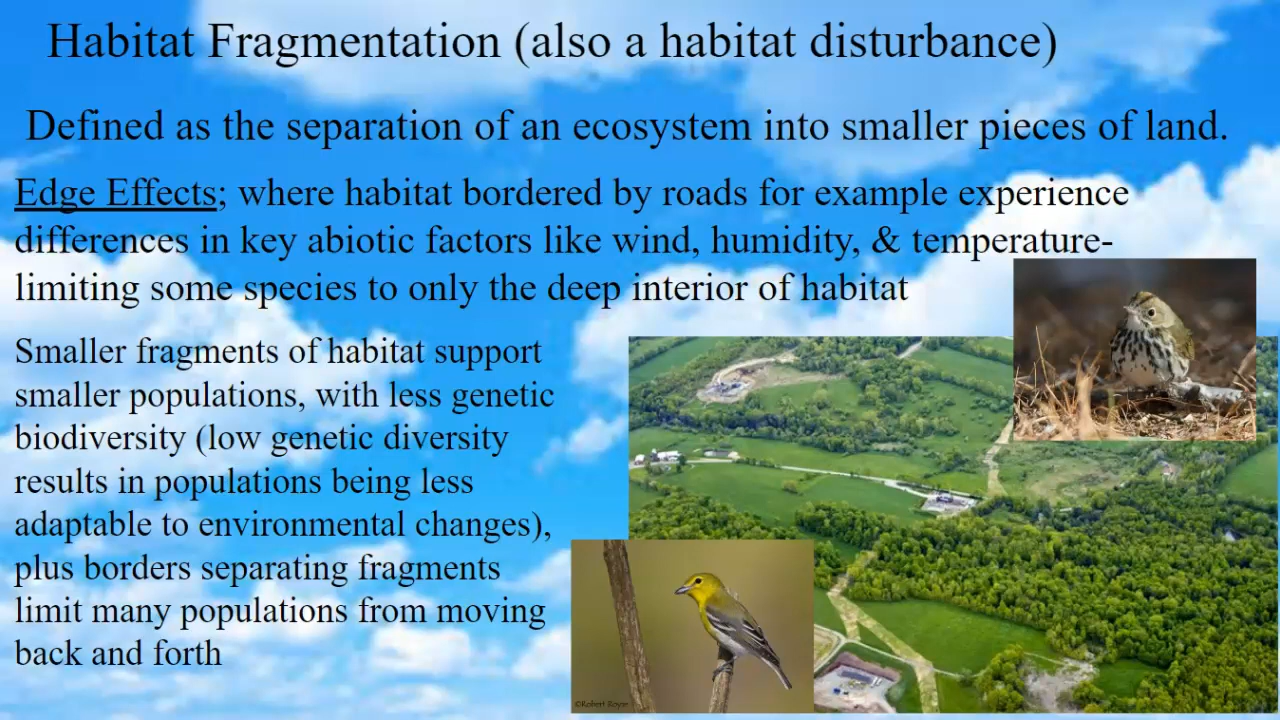 Habitat Fragmentation (also a habitat disturbance)
Defined as the separation of an ecosystem into smaller pieces of land.
Edge Effects; where habitat bordered by roads for example experience
differences in key abiotic factors like wind, humidity, & temperature-
limiting some species to only the deep interior of habitat
Smaller fragments of habitat support
smaller populations, with less genetic
biodiversity (low genetic diversity
results in populations being less
adaptable to environmental changes),
plus borders separating fragments
limit many populations from moving
back and forth
©Robert Royse